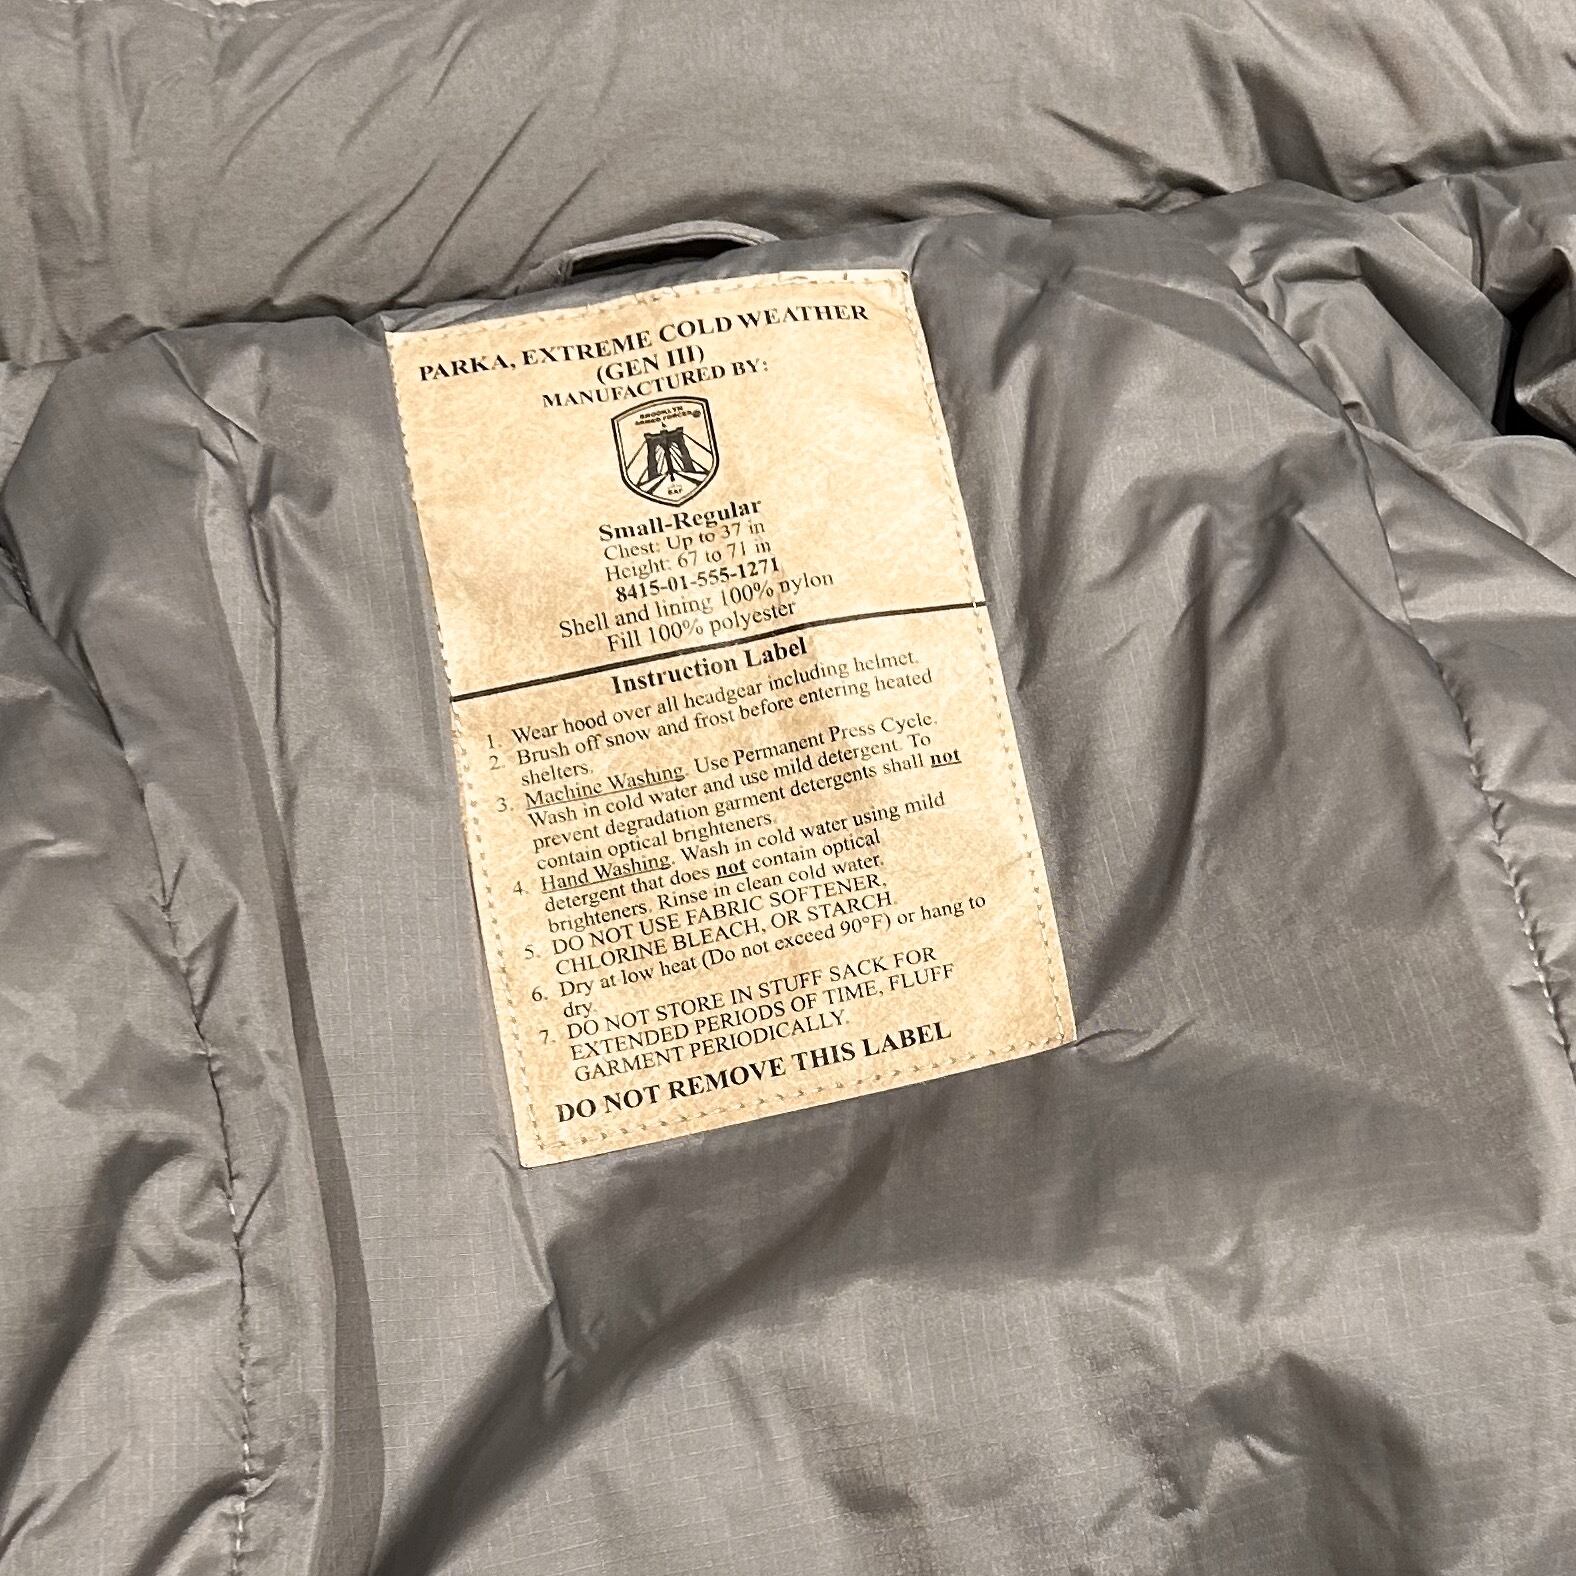 PARKA, EXTREME COLD WEATHER
(GEN III)
MANUFACTURED BY:
BROOKLYN
ARMED FORCES
BAF
Small-Regular
Chest: Up to 37 in
Height: 67 to 71 in
8415-01-555-1271
Shell and lining 100% nylon
Fill 100% polyester
Instruction Label
1. Wear hood over all headgear including helmet.
2. Brush off snow and frost before entering heated
shelters.
3. Machine Washing. Use Permanent Press Cycle.
Wash in cold water and use mild detergent. To
prevent degradation garment detergents shall not
contain optical brighteners.
4. Hand Washing. Wash in cold water using mild
detergent that does not contain optical
brighteners. Rinse in clean cold water.
5. DO NOT USE FABRIC SOFTENER,
CHLORINE BLEACH, OR STARCH.
6. Dry at low heat (Do not exceed 90°F) or hang to
dry.
7. DO NOT STORE IN STUFF SACK FOR
EXTENDED PERIODS OF TIME, FLUFF
GARMENT PERIODICALLY.
DO NOT REMOVE THIS LABEL